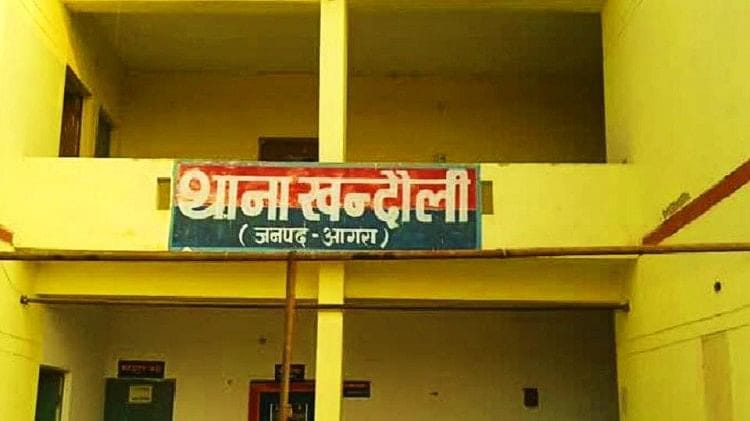 थाना खन्दौली
( जनपद - आगरा )